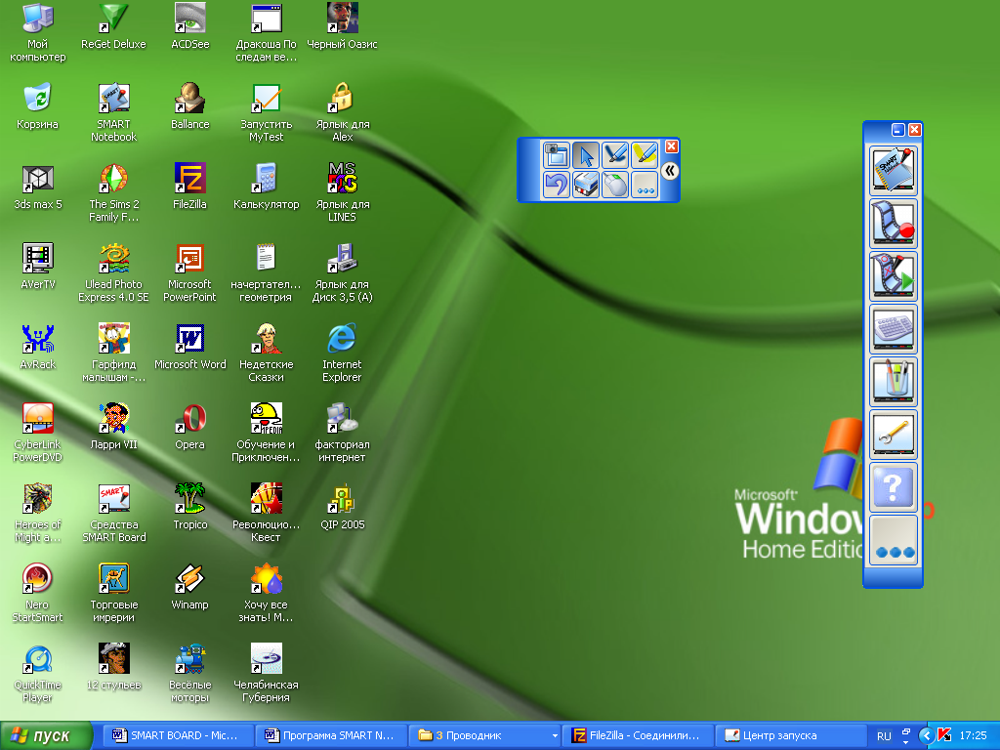 Мой
компьютер
ReGet Deluxe
ACDSee
Дракоша По
следам ве...
Черный Оазис
Корзина
SMART
Notebook
Ballance
Запустить
MyTest
Ярлык для
Alex
3ds max 5
The Sims 2
Family F...
FileZilla
Калькулятор
Ярлык для
LINES
AVerTV
Ulead Photo
Express 4.0 SE
Microsoft
PowerPoint
начертател...
геометрия
Ярлык для
Диск 3,5 (A)
AvRack
Гарфилд
малышам -...
Microsoft Word
Недетские
Сказки
Internet
Explorer
CyberLink
PowerDVD
Ларри VII
Opera
Обучение и
Приключен...
факториал
интернет
Heroes of
Might a...
Средства
SMART Board
Tropico
Революцио...
Квест
QIP 2005
Nero
StartSmart
Торговые
имрерии
Winamp
Хочу все
знать! М...
QuickTime
Player
12 стульев
Весёлые
моторы
Челябинская
Губерния
Microsoft
Window
Home Editio
пуск
SMART BOARD - Mic...
Программа SMART N...
3 Проводник
FileZilla - Соединили...
Центр запуска
RU
17:25